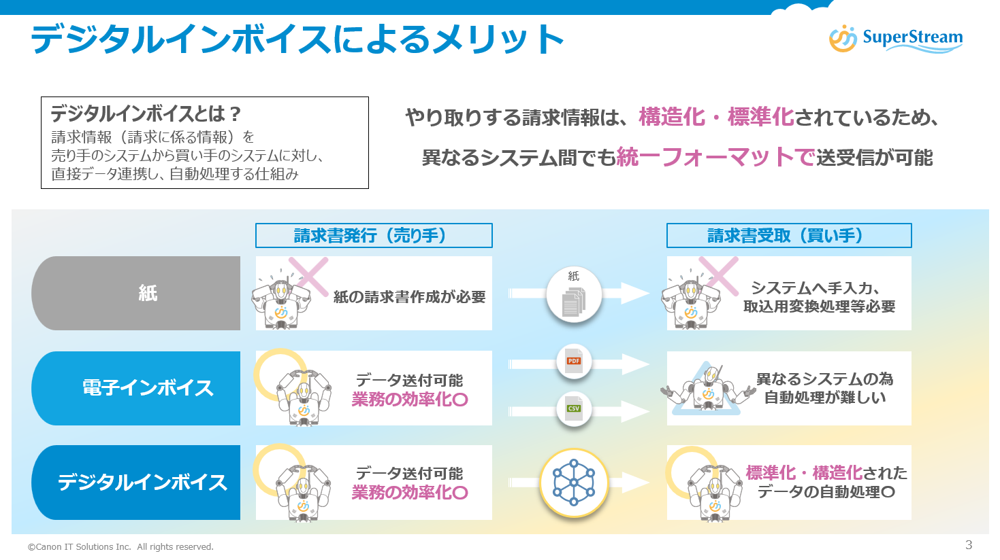 デジタルインボイスによるメリット
SuperStream
デジタルインボイスとは？
請求情報（請求に係る情報）を
売り手のシステムから買い手のシステムに対し、
直接データ連携し、自動処理する仕組み
やり取りする請求情報は、構造化・標準化されているため、
異なるシステム間でも統一フォーマットで送受信が可能
請求書発行（売り手）
請求書受取（買い手）
紙
紙の請求書作成が必要
紙
システムへ手入力、
取込用変換処理等必要
電子インボイス
データ送付可能
業務の効率化〇
PDF
CSV
異なるシステムの為
自動処理が難しい
デジタルインボイス
データ送付可能
業務の効率化〇
標準化・構造化された
データの自動処理〇
©Canon IT Solutions Inc. All rights reserved.
3